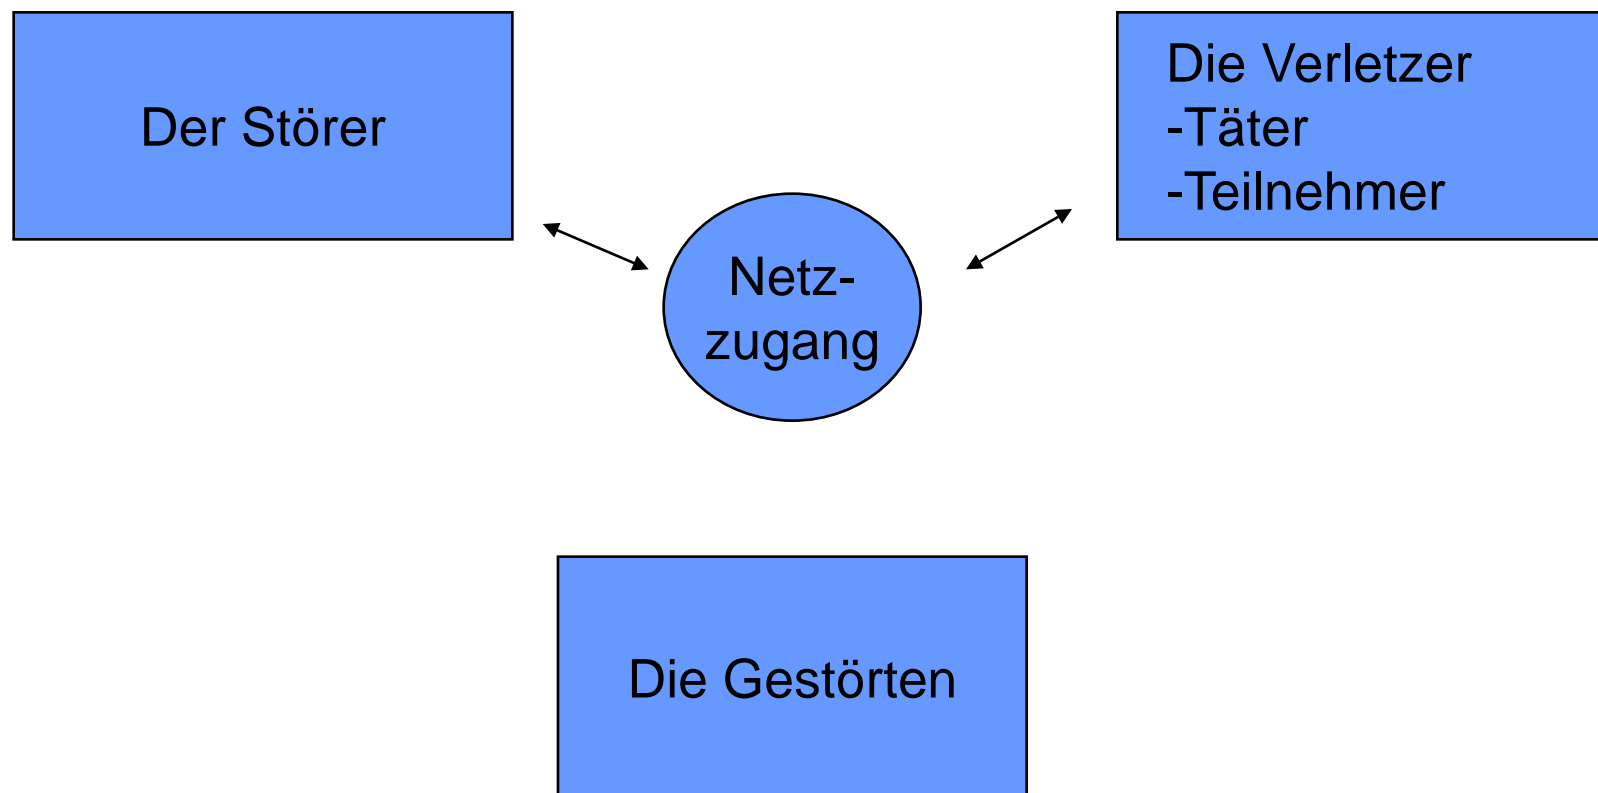 Der Störer
Die Verletzer
-Täter
-Teilnehmer
Netz-
zugang
Die Gestörten